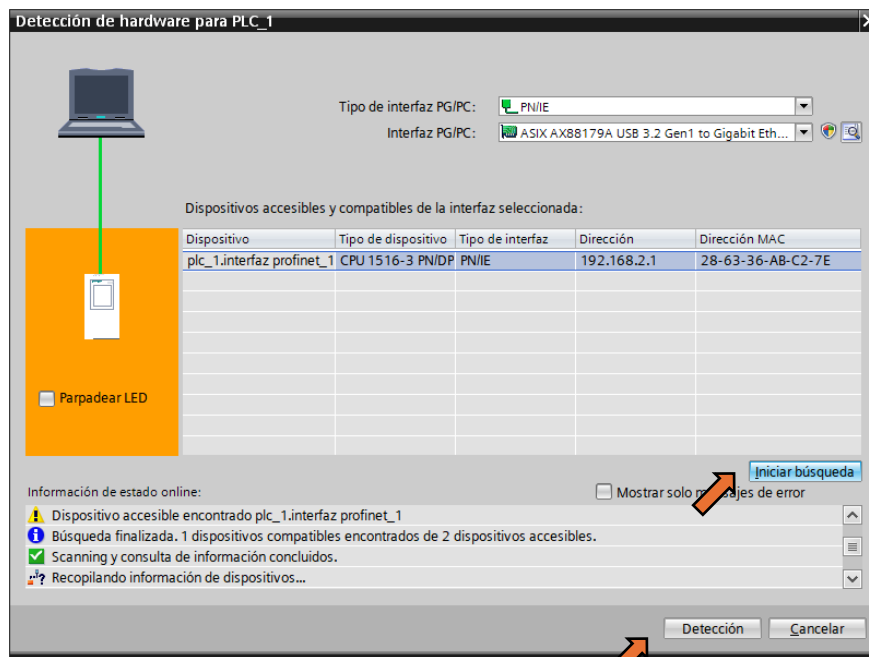 Detección de hardware para PLC_1
Tipo de interfaz PG/PC: PN/IE
Interfaz PG/PC: ASIX AX88179A USB 3.2 Gen1 to Gigabit Eth...
Dispositivos accesibles y compatibles de la interfaz seleccionada:
Dispositivo Tipo de dispositivo Tipo de interfaz Dirección Dirección MAC
plc_1.interfaz profinet_1 CPU 1516-3 PN/DP PN/IE 192.168.2.1 28-63-36-AB-C2-7E
Parpadear LED
Iniciar búsqueda
Información de estado online: Mostrar solo mensajes de error
Dispositivo accesible encontrado plc_1.interfaz profinet_1
Búsqueda finalizada. 1 dispositivos compatibles encontrados de 2 dispositivos accesibles.
Scanning y consulta de información concluidos.
Recopilando información de dispositivos...
Detección Cancelar